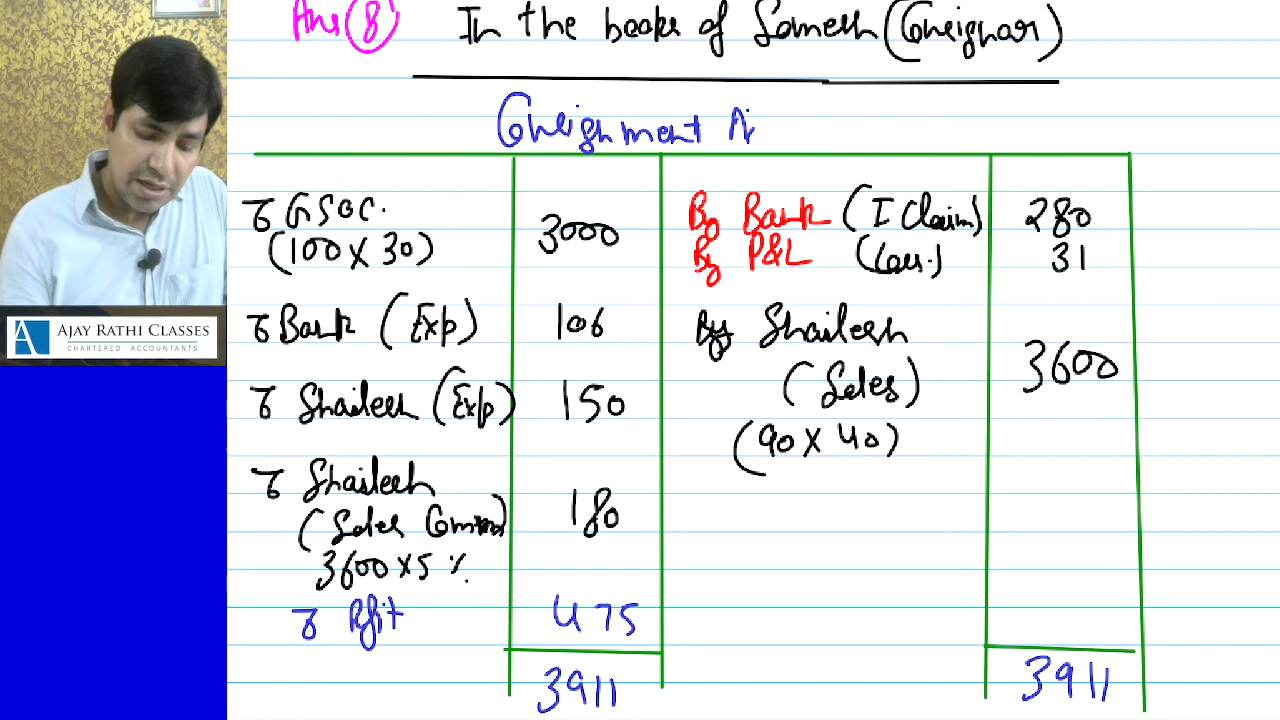 Ans (8) In the books of Somesh (Consignor)
Consignment A/c
To GSOC. 3000
(100 X 30)
To Bank (Exp) 106
To Shailesh (Exp) 150
To Shailesh
(Sales Commn) 180
3600 X 5 %.
To Profit 475
3911
By Bank (I Claim) 280
By P&L 31
By Shailesh
(Sales) 3600
(90 X 40)
3911
AJAY RATHI CLASSES
CHARTERED ACCOUNTANTS